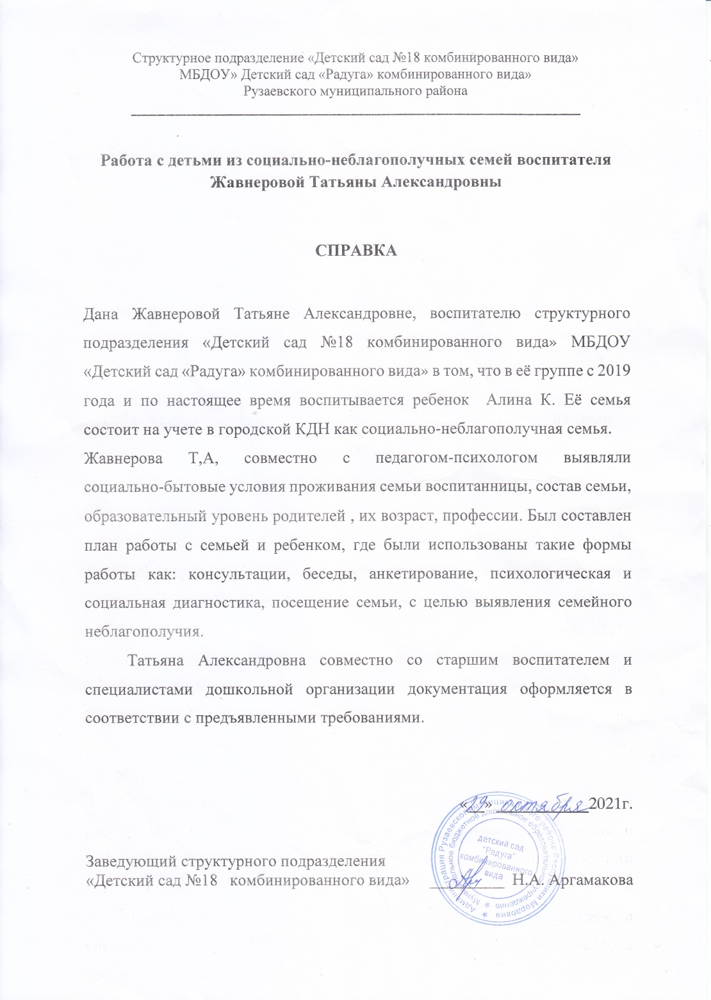 Структурное подразделение «Детский сад №18 комбинированного вида»
МБДОУ» Детский сад «Радуга» комбинированного вида»
Рузаевского муниципального района
Работа с детьми из социально-неблагополучных семей воспитателя
Жавнеровой Татьяны Александровны
СПРАВКА
Дана Жавнеровой Татьяне Александровне, воспитателю структурного
подразделения «Детский сад №18 комбинированного вида» МБДОУ
«Детский сад «Радуга» комбинированного вида» в том, что в её группе с 2019
года и по настоящее время воспитывается ребенок Алина К. Её семья
состоит на учете в городской КДН как социально-неблагополучная семья.
Жавнерова Т,А, совместно с педагогом-психологом выявляли
социально-бытовые условия проживания семьи воспитанницы, состав семьи,
образовательный уровень родителей , их возраст, профессии. Был составлен
план работы с семьей и ребенком, где были использованы такие формы
работы как: консультации, беседы, анкетирование, психологическая и
социальная диагностика, посещение семьи, с целью выявления семейного
неблагополучия.
Татьяна Александровна совместно со старшим воспитателем и
специалистами дошкольной организации документация оформляется в
соответствии с предъявленными требованиями.
«29» октября 2021г.
Администрация Рузаевского муниципального района Республики Мордовия
Муниципальное бюджетное дошкольное образовательное учреждение
детский сад
"Радуга"
комбинированного
вида
Заведующий структурного подразделения
«Детский сад №18 комбинированного вида» Н.А. Аргамакова